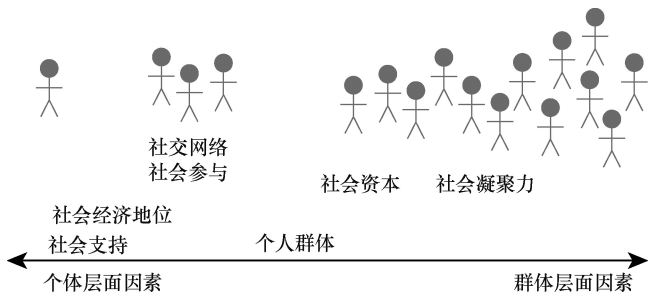 社交网络
社会参与
社会资本
社会凝聚力
社会经济地位
社会支持
个人群体
个体层面因素
群体层面因素